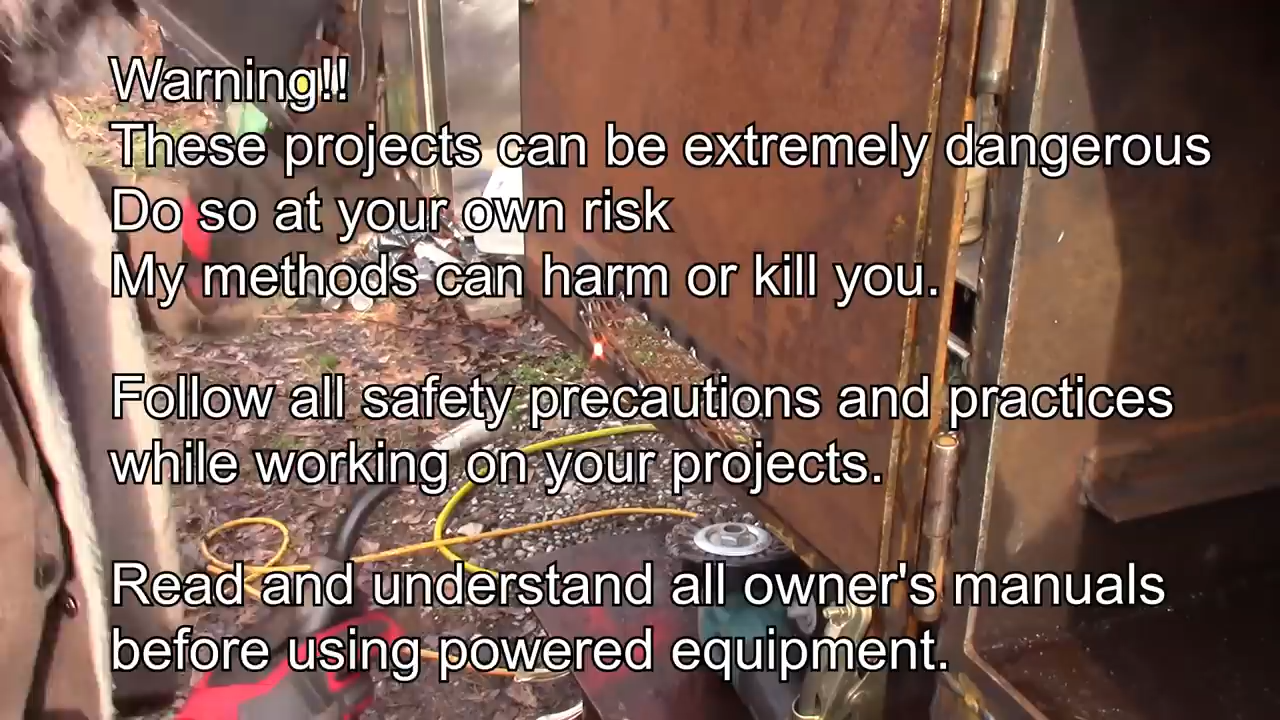 Warning!!
These projects can be extremely dangerous
Do so at your own risk
My methods can harm or kill you.
Follow all safety precautions and practices
while working on your projects.
Read and understand all owner's manuals
before using powered equipment.